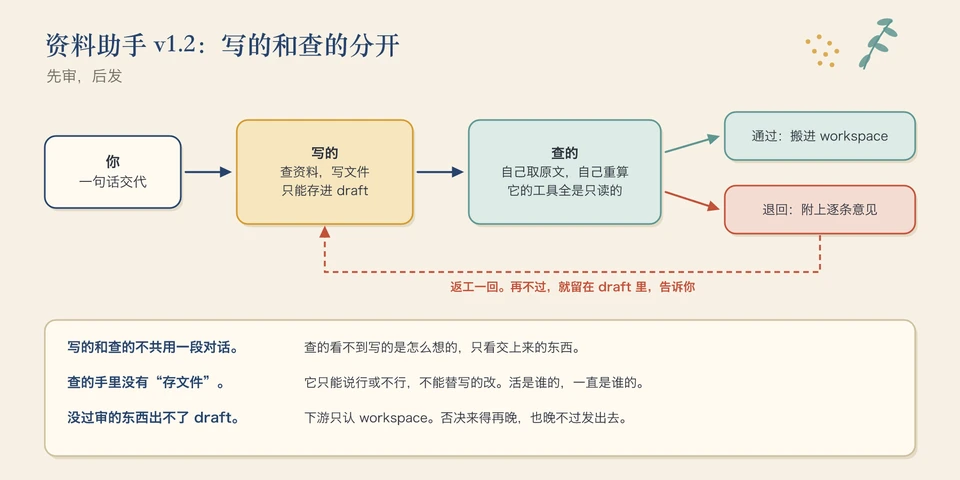 资料助手 v1.2：写的和查的分开
先审，后发
你
一句话交代
写的
查资料，写文件
只能存进 draft
查的
自己取原文，自己重算
它的工具全是只读的
通过：搬进 workspace
退回：附上逐条意见
返工一回。再不过，就留在 draft 里，告诉你
写的和查的不共用一段对话。
查的看不到写的是怎么想的，只看交上来的东西。
查的手里没有“存文件”。
它只能说行或不行，不能替写的改。活是谁的，一直是谁的。
没过审的东西出不了 draft。
下游只认 workspace。否决来得再晚，也晚不过发出去。